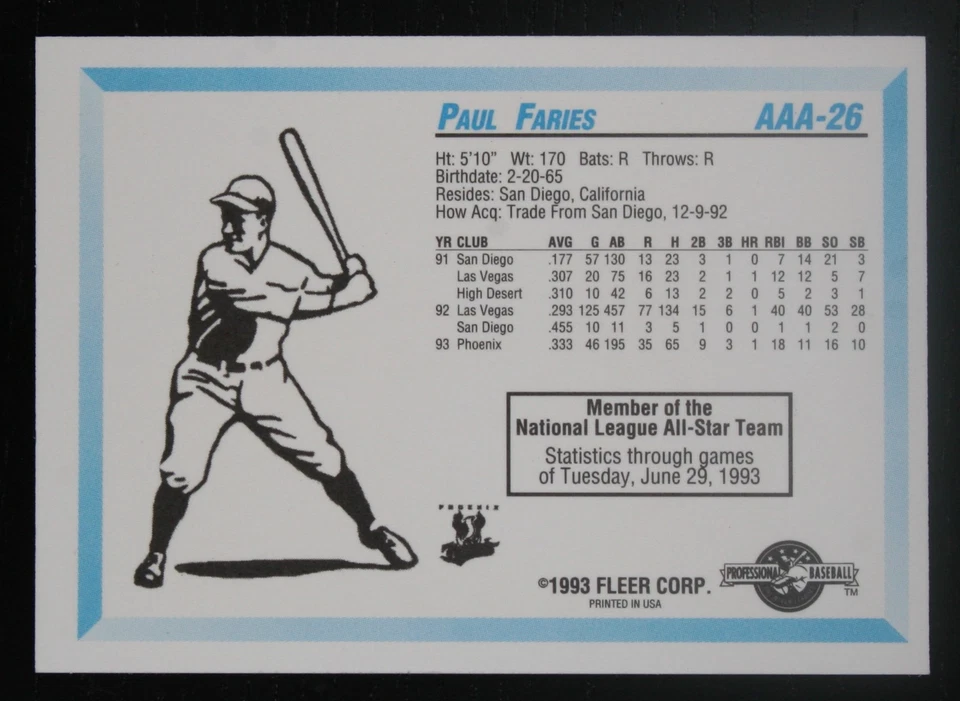 PAUL FARIES AAA-26
Ht: 5'10" Wt: 170 Bats: R Throws: R
Birthdate: 2-20-65
Resides: San Diego, California
How Acq: Trade From San Diego, 12-9-92
YR CLUB AVG G AB R H 2B 3B HR RBI BB SO SB
91 San Diego .177 57 130 13 23 3 1 0 7 14 21 3
Las Vegas .307 20 75 16 23 2 1 1 12 12 5 7
High Desert .310 10 42 6 13 2 2 0 5 2 3 1
92 Las Vegas .293 125 457 77 134 15 6 1 40 40 53 28
San Diego .455 10 11 3 5 1 0 0 1 1 2 0
93 Phoenix .333 46 195 35 65 9 3 1 18 11 16 10
Member of the
National League All-Star Team
Statistics through games
of Tuesday, June 29, 1993
PHOENIX
©1993 FLEER CORP.
PRINTED IN USA
PROFESSIONAL BASEBALL
TM